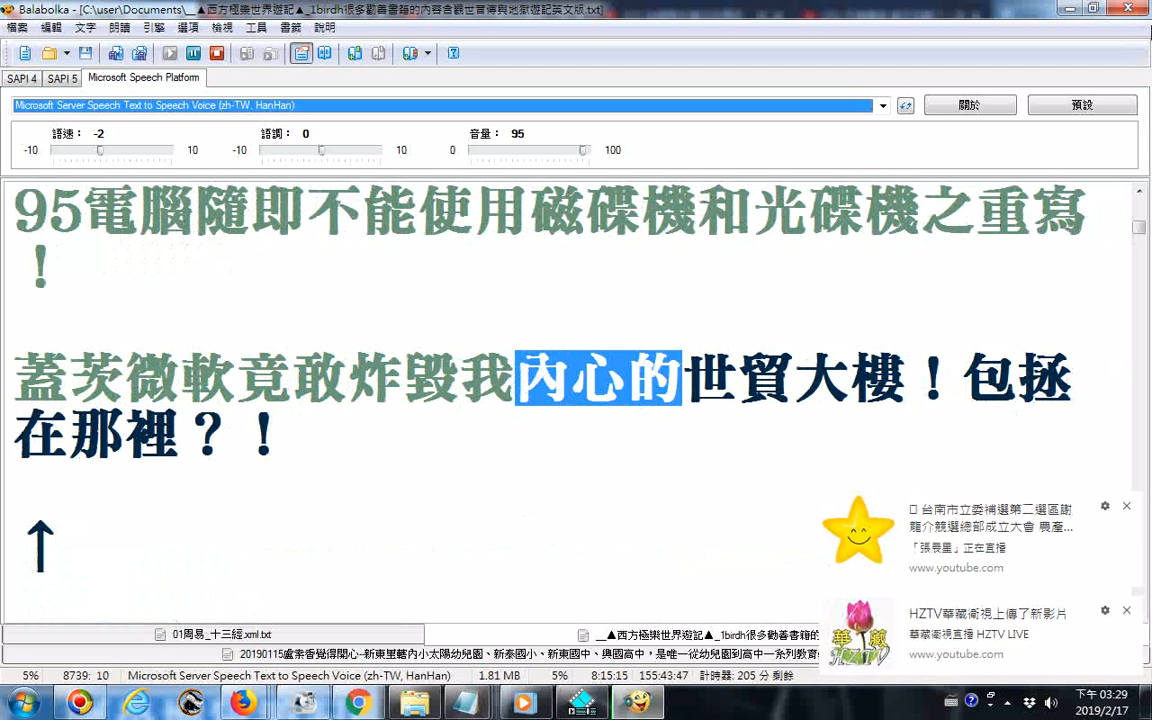 Balabolka - [C:\user\Documents\__▲西方極樂世界遊記▲_1birdh很多勸善書籍的內容含觀世音傳與地獄遊記英文版.txt]
檔案 編輯 文字 朗讀 引擎 選項 檢視 工具 書籤 說明
SAPI 4 SAPI 5 Microsoft Speech Platform
Microsoft Server Speech Text to Speech Voice (zh-TW, HanHan)
關於 預設
語速： -2 語調： 0 音量： 95
-10 10 -10 10 0 100
95電腦隨即不能使用磁碟機和光碟機之重寫
！
蓋茨微軟竟敢炸毀我內心的世貿大樓！包拯
在那裡？！
↑
台南市立委補選第二選區謝
龍介競選總部成立大會 農產...
「張辰星」正在直播
www.youtube.com
HZTV華藏衛視上傳了新影片
華藏衛視直播 HZTV LIVE
www.youtube.com
華藏
HZTV
01周易_十三經.xml.txt
__▲西方極樂世界遊記▲_1birdh很多勸善書籍的
20190115盧素香覺得開心-新東里轄內小太陽幼兒園、新泰國小、新東國中、興國高中，是唯一從幼兒園到高中一系列教育
5% 8739: 10 Microsoft Server Speech Text to Speech Voice (zh-TW, HanHan) 1.81 MB 5% 8:15:15 155:43:47 計時器: 205 分 剩餘
下午 03:29
2019/2/17